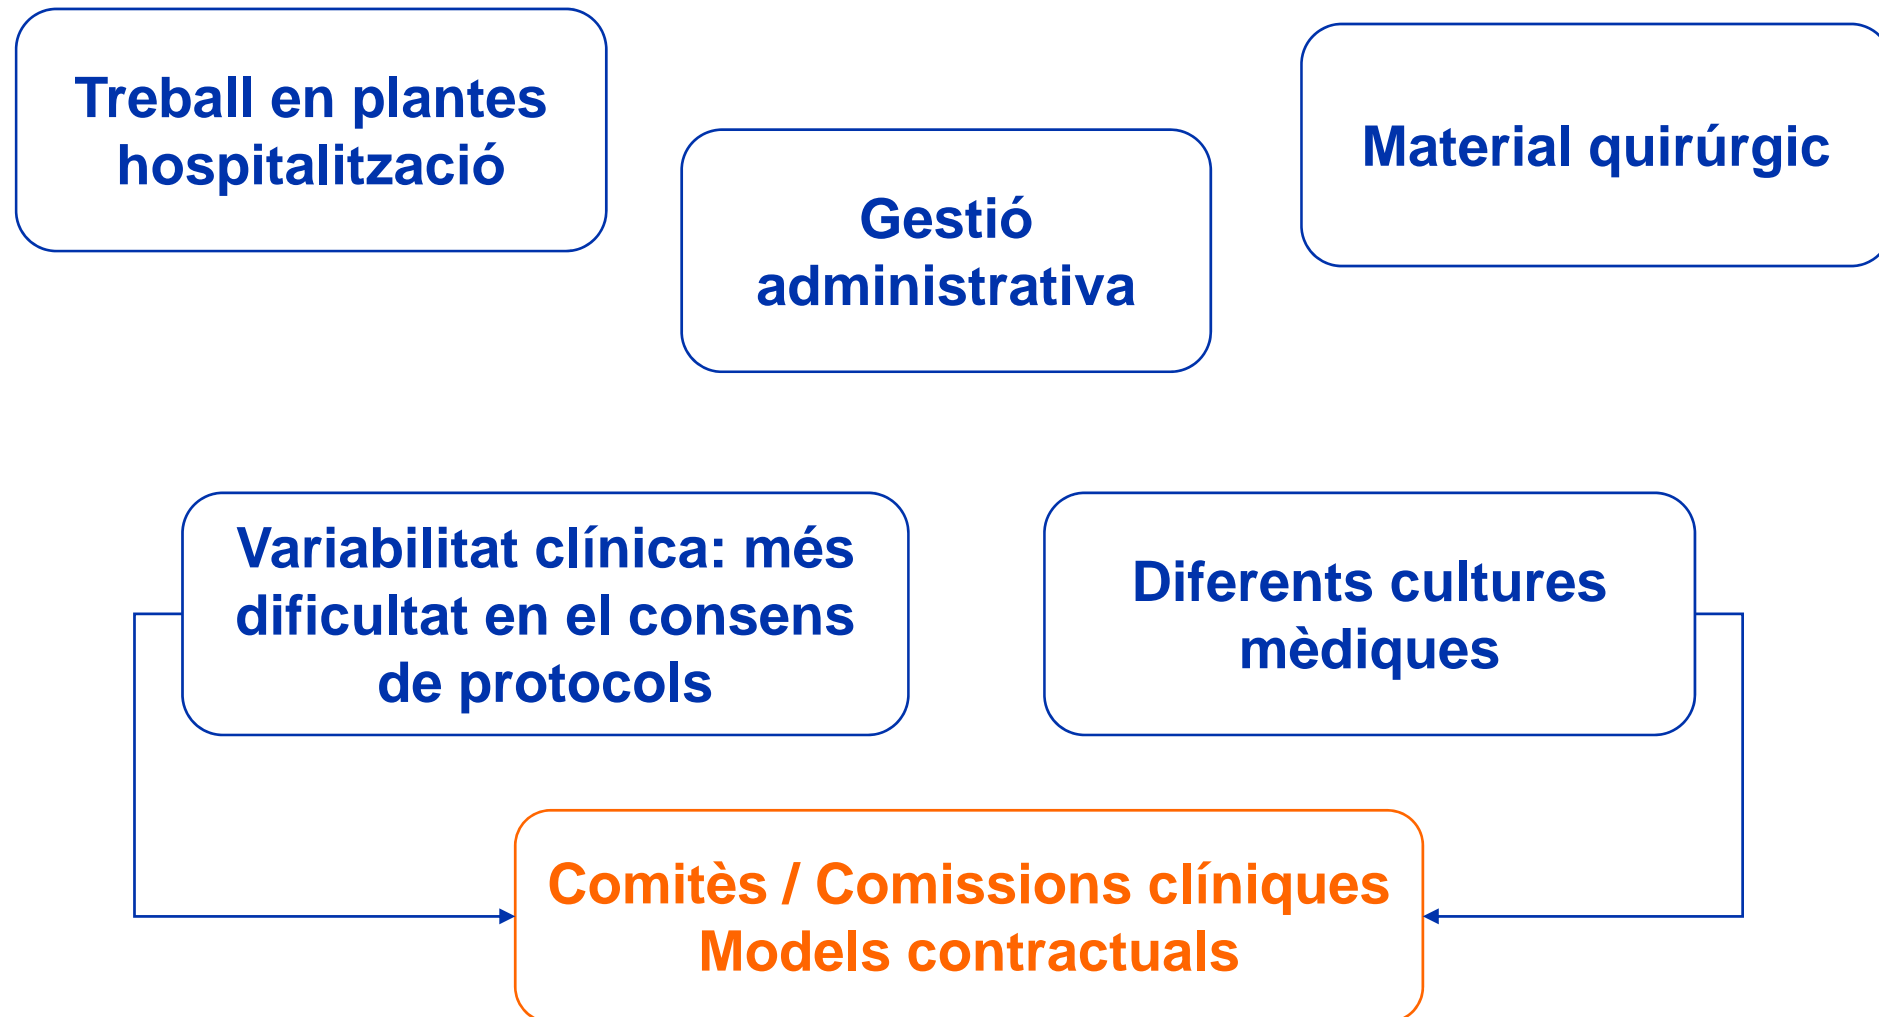 Treball en plantes
hospitalització
Gestió
administrativa
Material quirúrgic
Variabilitat clínica: més
dificultat en el consens
de protocols
Diferents cultures
mèdiques
Comitès / Comissions clíniques
Models contractuals